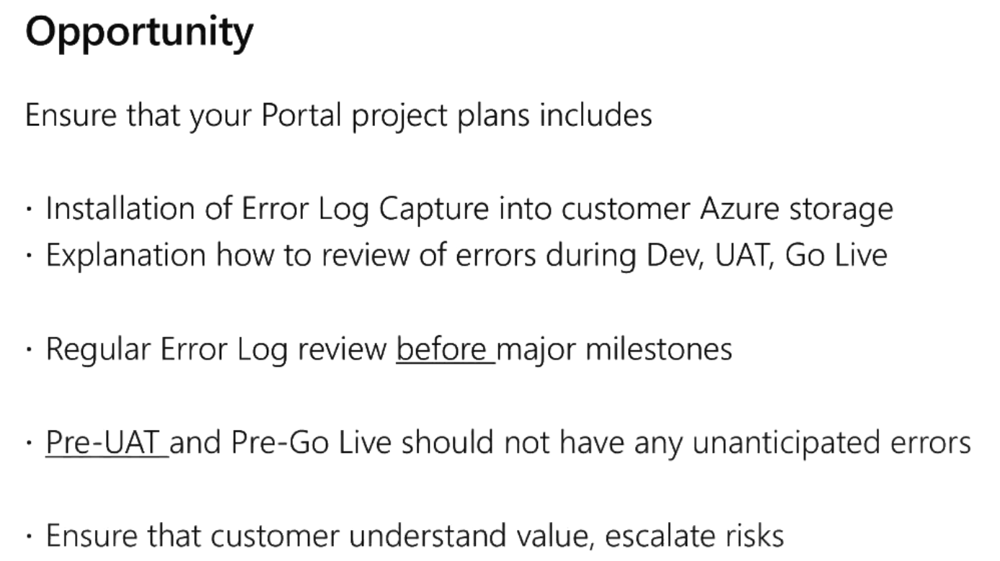 Opportunity
Ensure that your Portal project plans includes
· Installation of Error Log Capture into customer Azure storage
· Explanation how to review of errors during Dev, UAT, Go Live
· Regular Error Log review before major milestones
· Pre-UAT and Pre-Go Live should not have any unanticipated errors
· Ensure that customer understand value, escalate risks